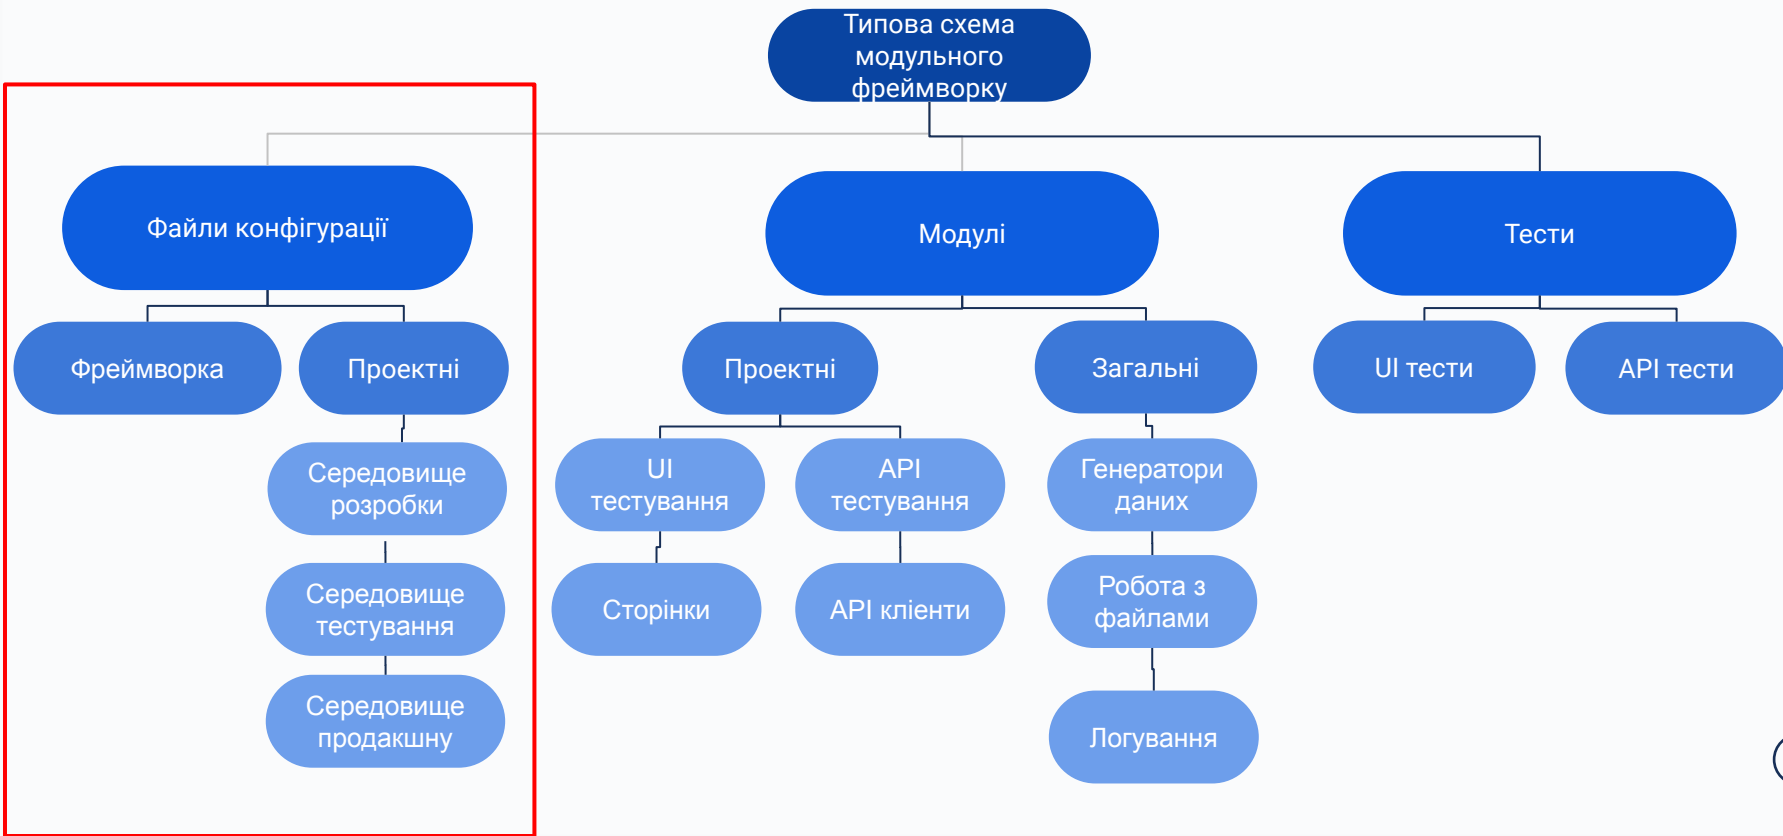 Типова схема
модульного
фреймворку
Файли конфігурації
Модулі
Тести
Фреймворка
Проектні
Проектні
Загальні
UI тести
API тести
Середовище
розробки
UI
тестування
API
тестування
Генератори
даних
Середовище
тестування
Сторінки
API клієнти
Робота з
файлами
Середовище
продакшну
Логування